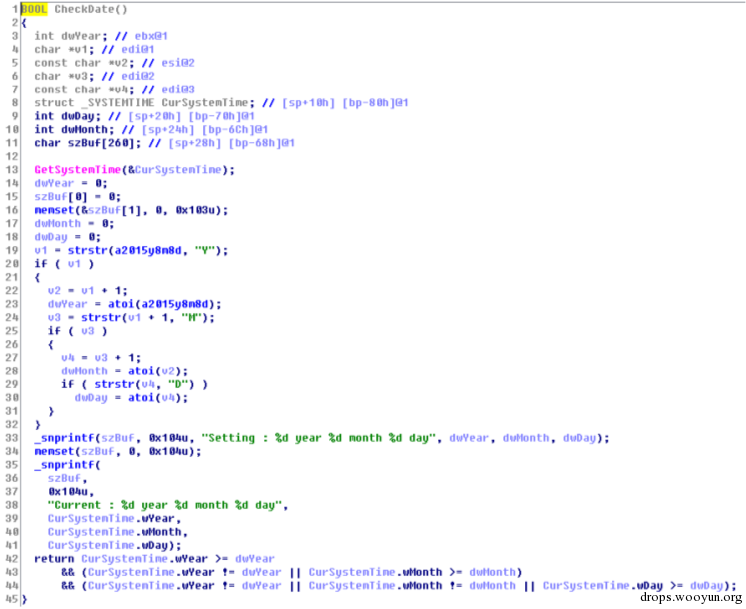 1 BOOL CheckDate()
2 {
3 int dwYear; // ebx@1
4 char *v1; // edi@1
5 const char *v2; // esi@2
6 char *v3; // edi@2
7 const char *v4; // edi@3
8 struct _SYSTEMTIME CurSystemTime; // [sp+10h] [bp-80h]@1
9 int dwDay; // [sp+20h] [bp-70h]@1
10 int dwMonth; // [sp+24h] [bp-6Ch]@1
11 char szBuf[260]; // [sp+28h] [bp-68h]@1
12
13 GetSystemTime(&CurSystemTime);
14 dwYear = 0;
15 szBuf[0] = 0;
16 memset(&szBuf[1], 0, 0x103u);
17 dwMonth = 0;
18 dwDay = 0;
19 v1 = strstr(a2015y8m8d, "Y");
20 if ( v1 )
21 {
22 v2 = v1 + 1;
23 dwYear = atoi(a2015y8m8d);
24 v3 = strstr(v1 + 1, "M");
25 if ( v3 )
26 {
27 v4 = v3 + 1;
28 dwMonth = atoi(v2);
29 if ( strstr(v4, "D") )
30 dwDay = atoi(v4);
31 }
32 }
33 _snprintf(szBuf, 0x104u, "Setting : %d year %d month %d day", dwYear, dwMonth, dwDay);
34 memset(szBuf, 0, 0x104u);
35 _snprintf(
36 szBuf,
37 0x104u,
38 "Current : %d year %d month %d day",
39 CurSystemTime.wYear,
40 CurSystemTime.wMonth,
41 CurSystemTime.wDay);
42 return CurSystemTime.wYear >= dwYear
43 && (CurSystemTime.wYear != dwYear || CurSystemTime.wMonth >= dwMonth)
44 && (CurSystemTime.wYear != dwYear || CurSystemTime.wMonth != dwMonth || CurSystemTime.wDay >= dwDay);
45 }
drops.wooyun.org